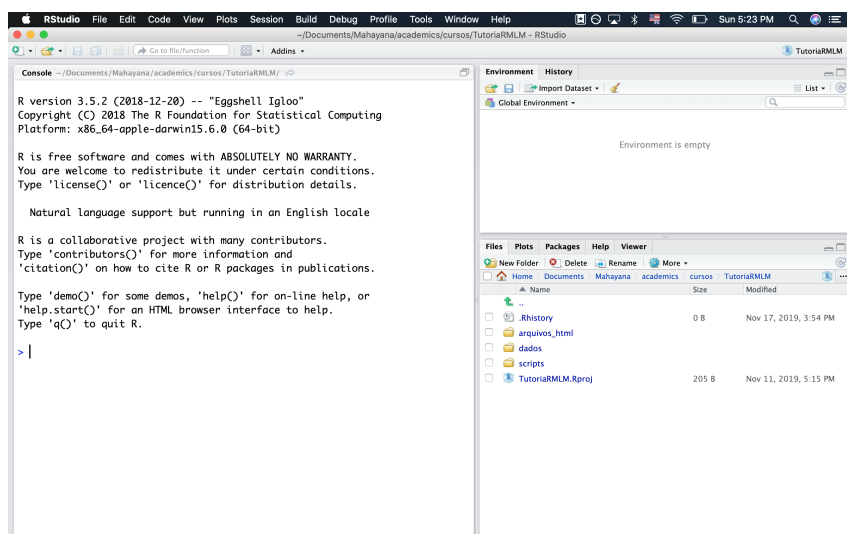 RStudio File Edit Code View Plots Session Build Debug Profile Tools Window Help Sun 5:23 PM
~/Documents/Mahayana/academics/cursos/TutoriaRMLM - RStudio
Go to file/function Addins TutoriaRMLM
Console ~/Documents/Mahayana/academics/cursos/TutoriaRMLM/
R version 3.5.2 (2018-12-20) -- "Eggshell Igloo"
Copyright (C) 2018 The R Foundation for Statistical Computing
Platform: x86_64-apple-darwin15.6.0 (64-bit)
R is free software and comes with ABSOLUTELY NO WARRANTY.
You are welcome to redistribute it under certain conditions.
Type 'license()' or 'licence()' for distribution details.
Natural language support but running in an English locale
R is a collaborative project with many contributors.
Type 'contributors()' for more information and
'citation()' on how to cite R or R packages in publications.
Type 'demo()' for some demos, 'help()' for on-line help, or
'help.start()' for an HTML browser interface to help.
Type 'q()' to quit R.
>
Environment History
Import Dataset List
Global Environment
Environment is empty
Files Plots Packages Help Viewer
New Folder Delete Rename More
Home Documents Mahayana academics cursos TutoriaRMLM
Name Size Modified
..
.Rhistory 0 B Nov 17, 2019, 3:54 PM
arquivos_html
dados
scripts
TutoriaRMLM.Rproj 205 B Nov 11, 2019, 5:15 PM